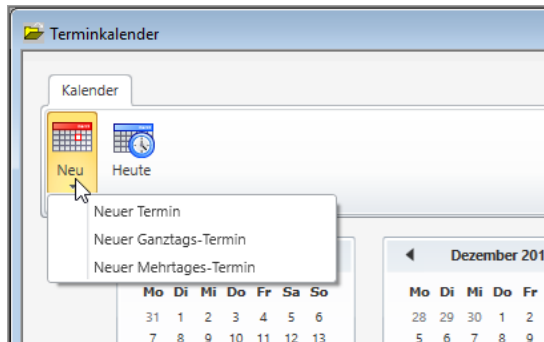 Terminkalender
Kalender
Neu Heute
Neuer Termin
Neuer Ganztags-Termin
Neuer Mehrtages-Termin
Dezember 201
Mo Di Mi Do Fr Sa So Mo Di Mi Do Fr
31 1 2 3 4 5 6 28 29 30 1 2
7 8 9 10 11 12 13 5 6 7 8 9